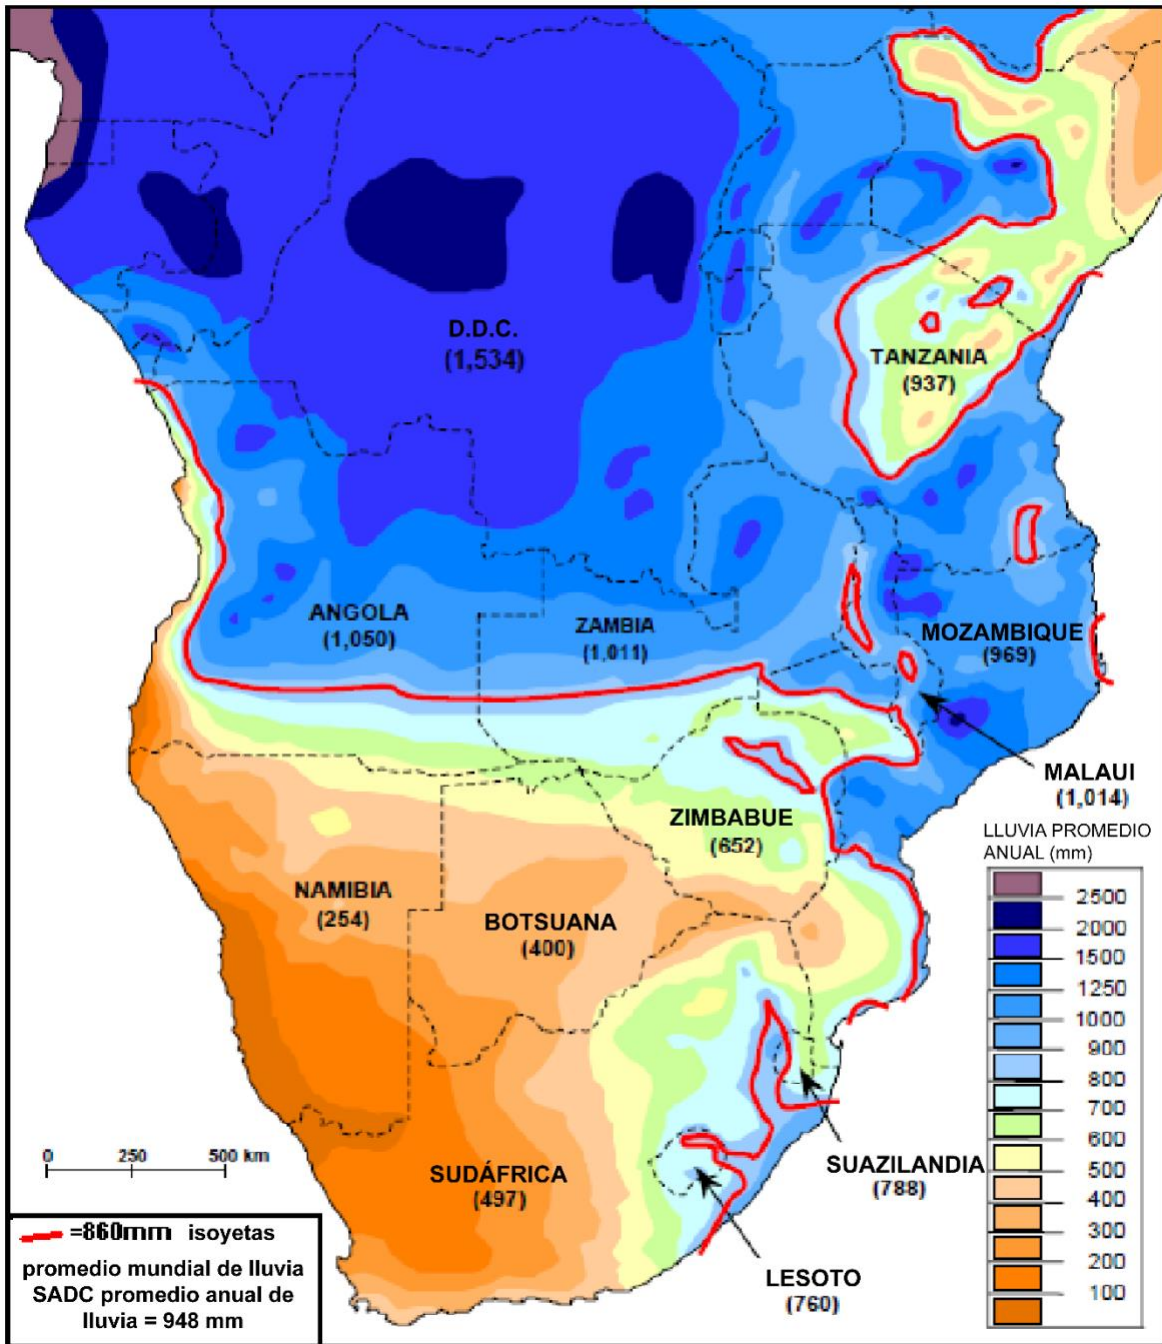 D.D.C.
(1,534)
TANZANIA
(937)
ANGOLA
(1,050)
ZAMBIA
(1,011)
MOZAMBIQUE
(969)
MALAUI
(1,014)
ZIMBABUE
(652)
NAMIBIA
(254)
BOTSUANA
(400)
SUDÁFRICA
(497)
SUAZILANDIA
(788)
LESOTO
(760)
LLUVIA PROMEDIO
ANUAL (mm)
2500
2000
1500
1250
1000
900
800
700
600
500
400
300
200
100
0 250 500 km
=860mm isoyetas
promedio mundial de lluvia
SADC promedio anual de
lluvia = 948 mm